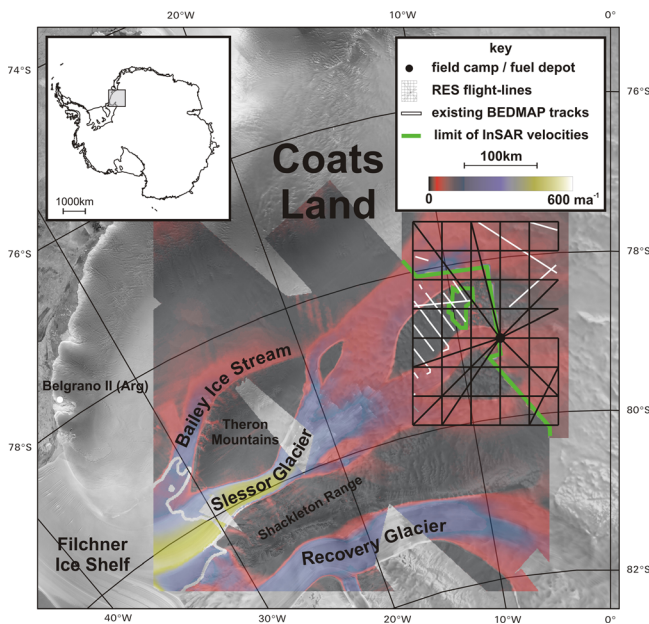 20°W
10°W
0°
74°S
76°S
key
field camp / fuel depot
RES flight-lines
existing BEDMAP tracks
limit of InSAR velocities
100km
0
600 ma⁻¹
1000km
Coats
Land
76°S
78°S
Belgrano II (Arg)
Bailey Ice Stream
Theron
Mountains
78°S
80°S
Slessor Glacier
Shackleton Range
Recovery Glacier
Filchner
Ice Shelf
82°S
40°W
30°W
20°W
10°W
0°